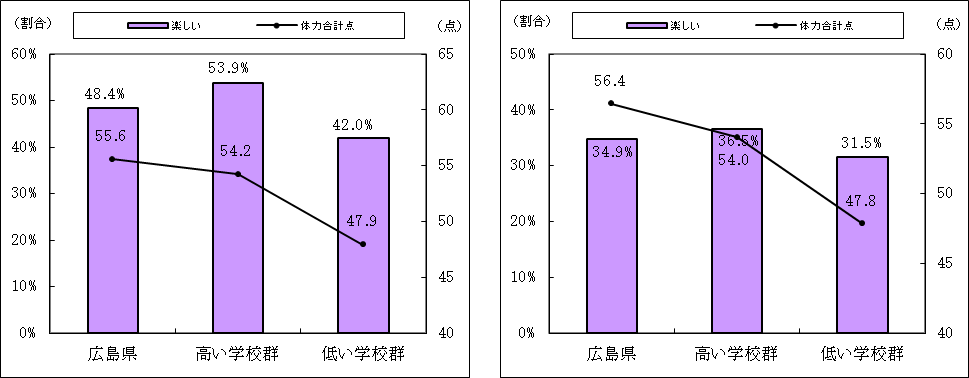 (割合)
楽しい
体力合計点
(点)
60%
50%
40%
30%
20%
10%
0%
65
60
55
50
45
40
48.4%
53.9%
42.0%
55.6
54.2
47.9
広島県
高い学校群
低い学校群
(割合)
楽しい
体力合計点
(点)
50%
40%
30%
20%
10%
0%
60
55
50
45
40
56.4
34.9%
36.5%
31.5%
54.0
47.8
広島県
高い学校群
低い学校群